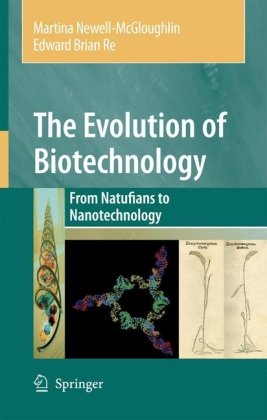 Martina Newell-McGloughlin
Edward Brian Re
The Evolution of
Biotechnology
From Natufians to
Nanotechnology
Springer